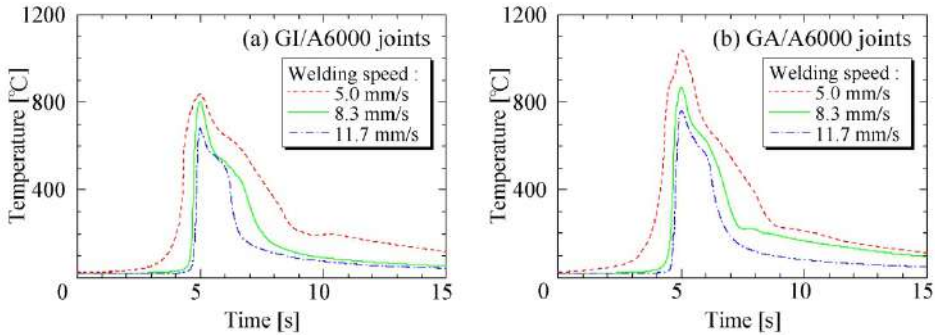 1200
800
400
0
5
10
15
Temperature [℃]
Time [s]
(a) GI/A6000 joints
Welding speed :
5.0 mm/s
8.3 mm/s
11.7 mm/s
1200
800
400
0
5
10
15
Temperature [℃]
Time [s]
(b) GA/A6000 joints
Welding speed :
5.0 mm/s
8.3 mm/s
11.7 mm/s